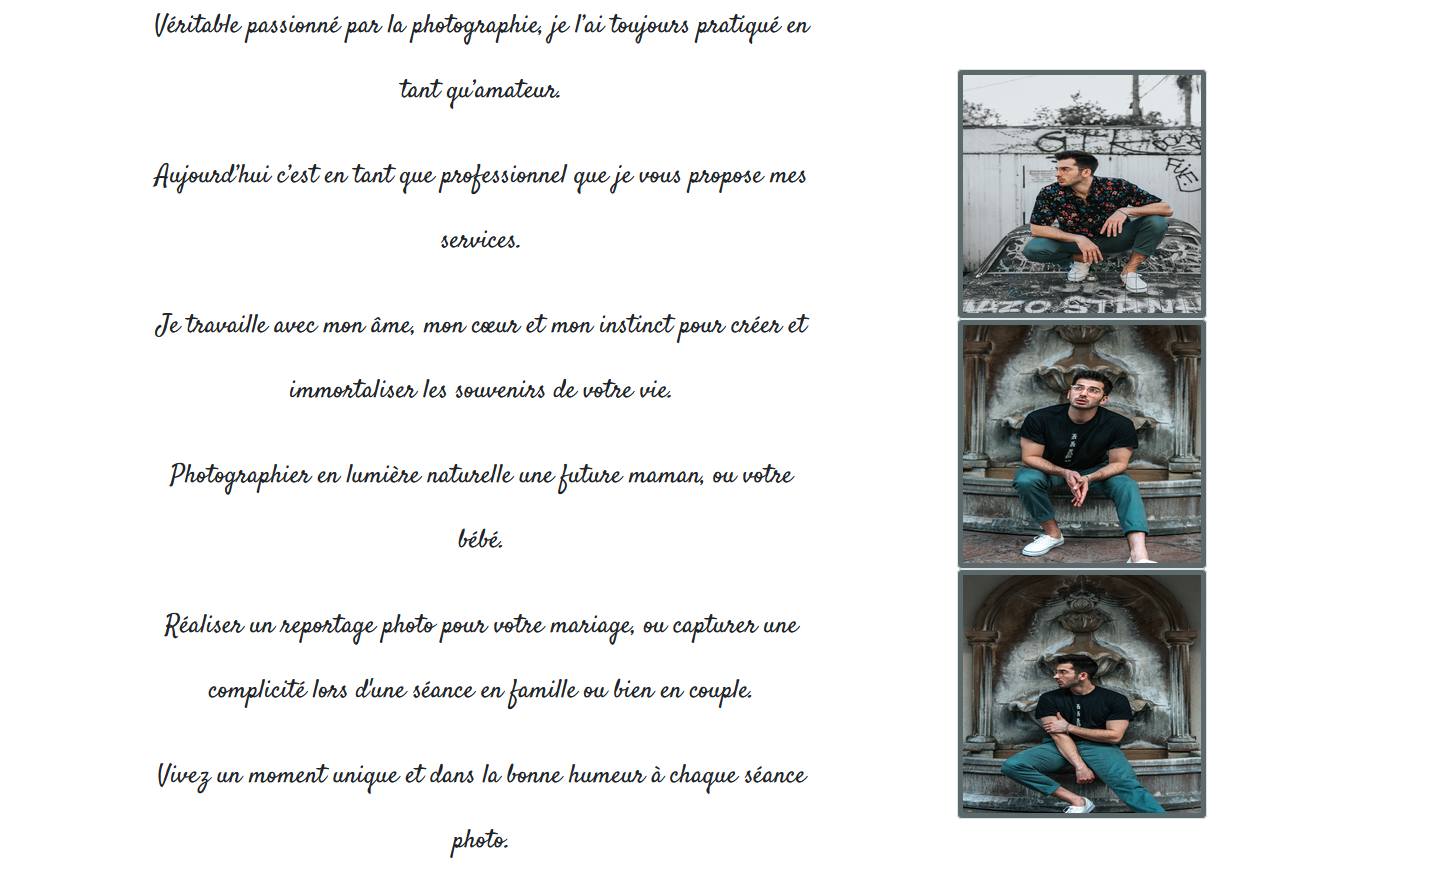 Véritable passionné par la photographie, je l’ai toujours pratiqué en
tant qu’amateur.
Aujourd’hui c’est en tant que professionnel que je vous propose mes
services.
Je travaille avec mon âme, mon cœur et mon instinct pour créer et
immortaliser les souvenirs de votre vie.
Photographier en lumière naturelle une future maman, ou votre
bébé.
Réaliser un reportage photo pour votre mariage, ou capturer une
complicité lors d'une séance en famille ou bien en couple.
Vivez un moment unique et dans la bonne humeur à chaque séance
photo.